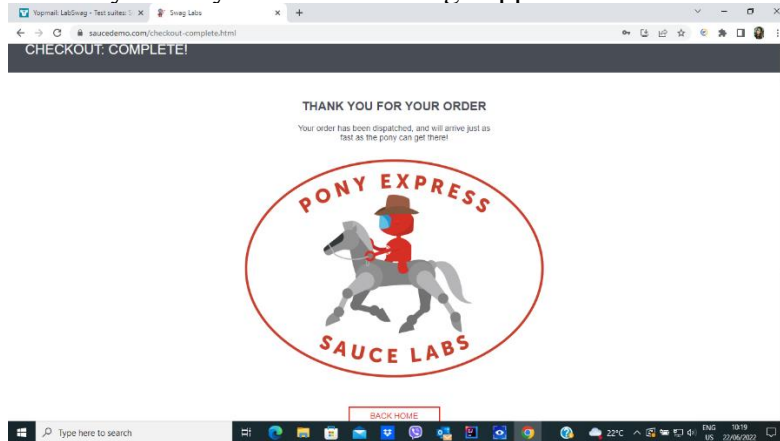 Yopmail: LabSwag - Test suites:
Swag Labs
saucedemo.com/checkout-complete.html
CHECKOUT: COMPLETE!
THANK YOU FOR YOUR ORDER
Your order has been dispatched, and will arrive just as
fast as the pony can get there!
PONY EXPRESS
SAUCE LABS
BACK HOME
Type here to search
22°C
ENG
10:19
US
22/06/2022